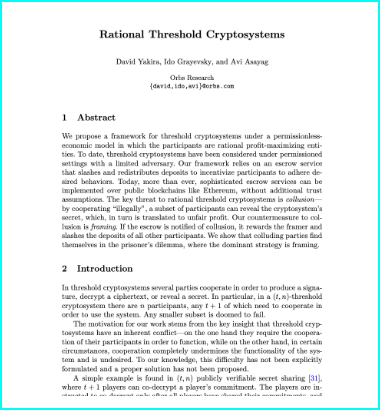 Rational Threshold Cryptosystems
David Yakira, Ido Grayevsky, and Avi Asayag
Orbs Research
{david,ido,avi}@orbs.com
1 Abstract
We propose a framework for threshold cryptosystems under a permissionless-
economic model in which the participants are rational profit-maximizing enti-
ties. To date, threshold cryptosystems have been considered under permissioned
settings with a limited adversary. Our framework relies on an escrow service
that slashes and redistributes deposits to incentivize participants to adhere de-
sired behaviors. Today, more than ever, sophisticated escrow services can be
implemented over public blockchains like Ethereum, without additional trust
assumptions. The key threat to rational threshold cryptosystems is collusion—
by cooperating "illegally", a subset of participants can reveal the cryptosystem's
secret, which, in turn is translated to unfair profit. Our countermeasure to col-
lusion is framing. If the escrow is notified of collusion, it rewards the framer and
slashes the deposits of all other participants. We show that colluding parties find
themselves in the prisoner's dilemma, where the dominant strategy is framing.
2 Introduction
In threshold cryptosystems several parties cooperate in order to produce a signa-
ture, decrypt a ciphertext, or reveal a secret. In particular, in a (t, n)-threshold
cryptosystem there are n participants, any t + 1 of which need to cooperate in
order to use the system. Any smaller subset is doomed to fail.
The motivation for our work stems from the key insight that threshold cryp-
tosystems have an inherent conflict—on the one hand they require the coopera-
tion of their participants in order to function, while on the other hand, in certain
circumstances, cooperation completely undermines the functionality of the sys-
tem and is undesired. To our knowledge, this difficulty has not been explicitly
formulated and a proper solution has not been proposed.
A simple example is found in (t, n) publicly verifiable secret sharing [31],
where t + 1 players can co-decrypt a player's commitment. The players are in-